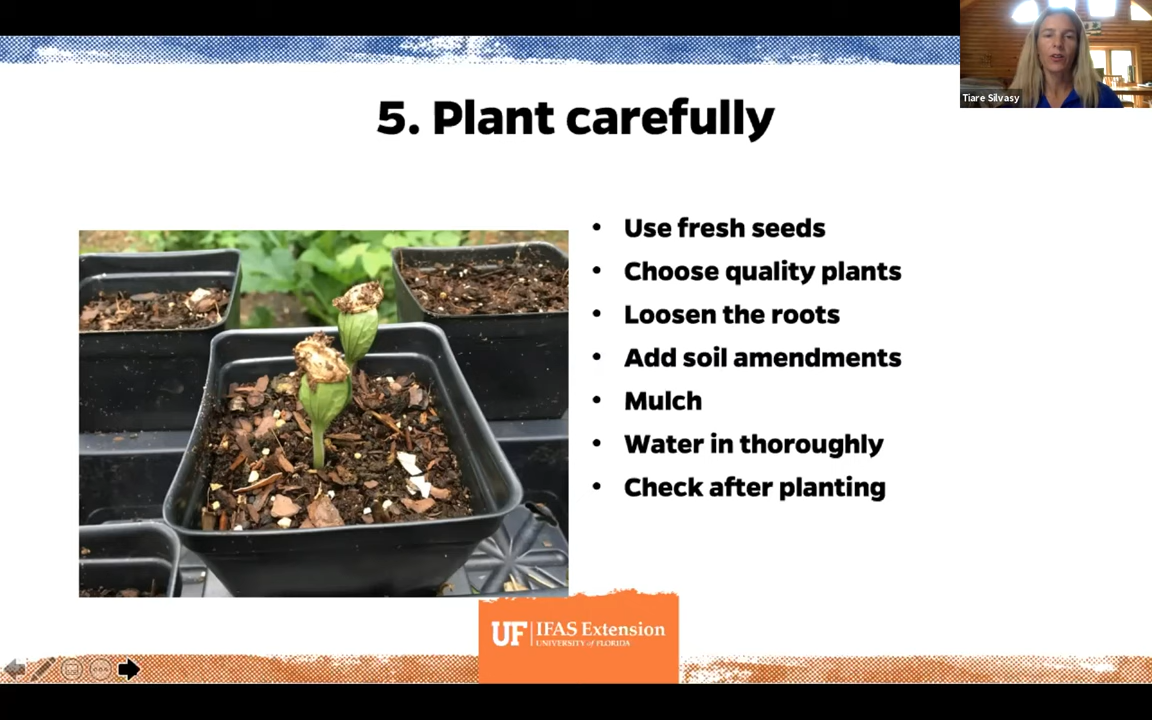 Tiare Silvasy
5. Plant carefully
• Use fresh seeds
• Choose quality plants
• Loosen the roots
• Add soil amendments
• Mulch
• Water in thoroughly
• Check after planting
UF IFAS Extension
UNIVERSITY of FLORIDA